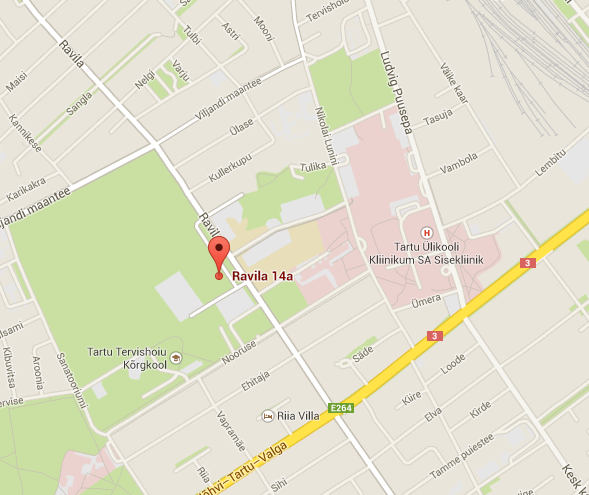 Ravila
Tulbi
Astri
Mooni
Tervishoiu
Maisi
Nelgi
Varju
Sangla
Viljandi maantee
Ludvig Puusepa
Väike kaar
Kannikese
Nikolai Lunini
Tasuja
Ülase
Kullerkupu
Tulika
Vambola
Lembitu
Karikakra
jandi maantee
Ravila
H
Tartu Ülikooli
Kliinikum SA Sisekliinik
3
Ravila 14a
Ümera
3
Tartu Tervishoiu
Kõrgkool
Nooruse
Säde
Loode
Kibuvitsa
Aroonia
Sanatooriumi
Ehitaja
Kiire
Elva
Kirde
ervise
Vapramäe
Riia Villa
E264
Tamme puiestee
Riia
Sihi
õhvi–Tartu–Valga
Kesk